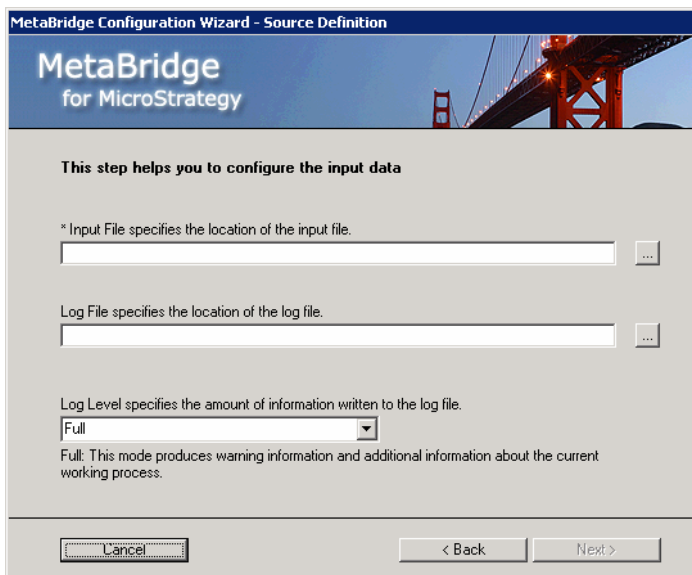 MetaBridge Configuration Wizard - Source Definition
MetaBridge
for MicroStrategy
This step helps you to configure the input data
* Input File specifies the location of the input file.
...
Log File specifies the location of the log file.
...
Log Level specifies the amount of information written to the log file.
Full
Full: This mode produces warning information and additional information about the current
working process.
Cancel
< Back
Next >